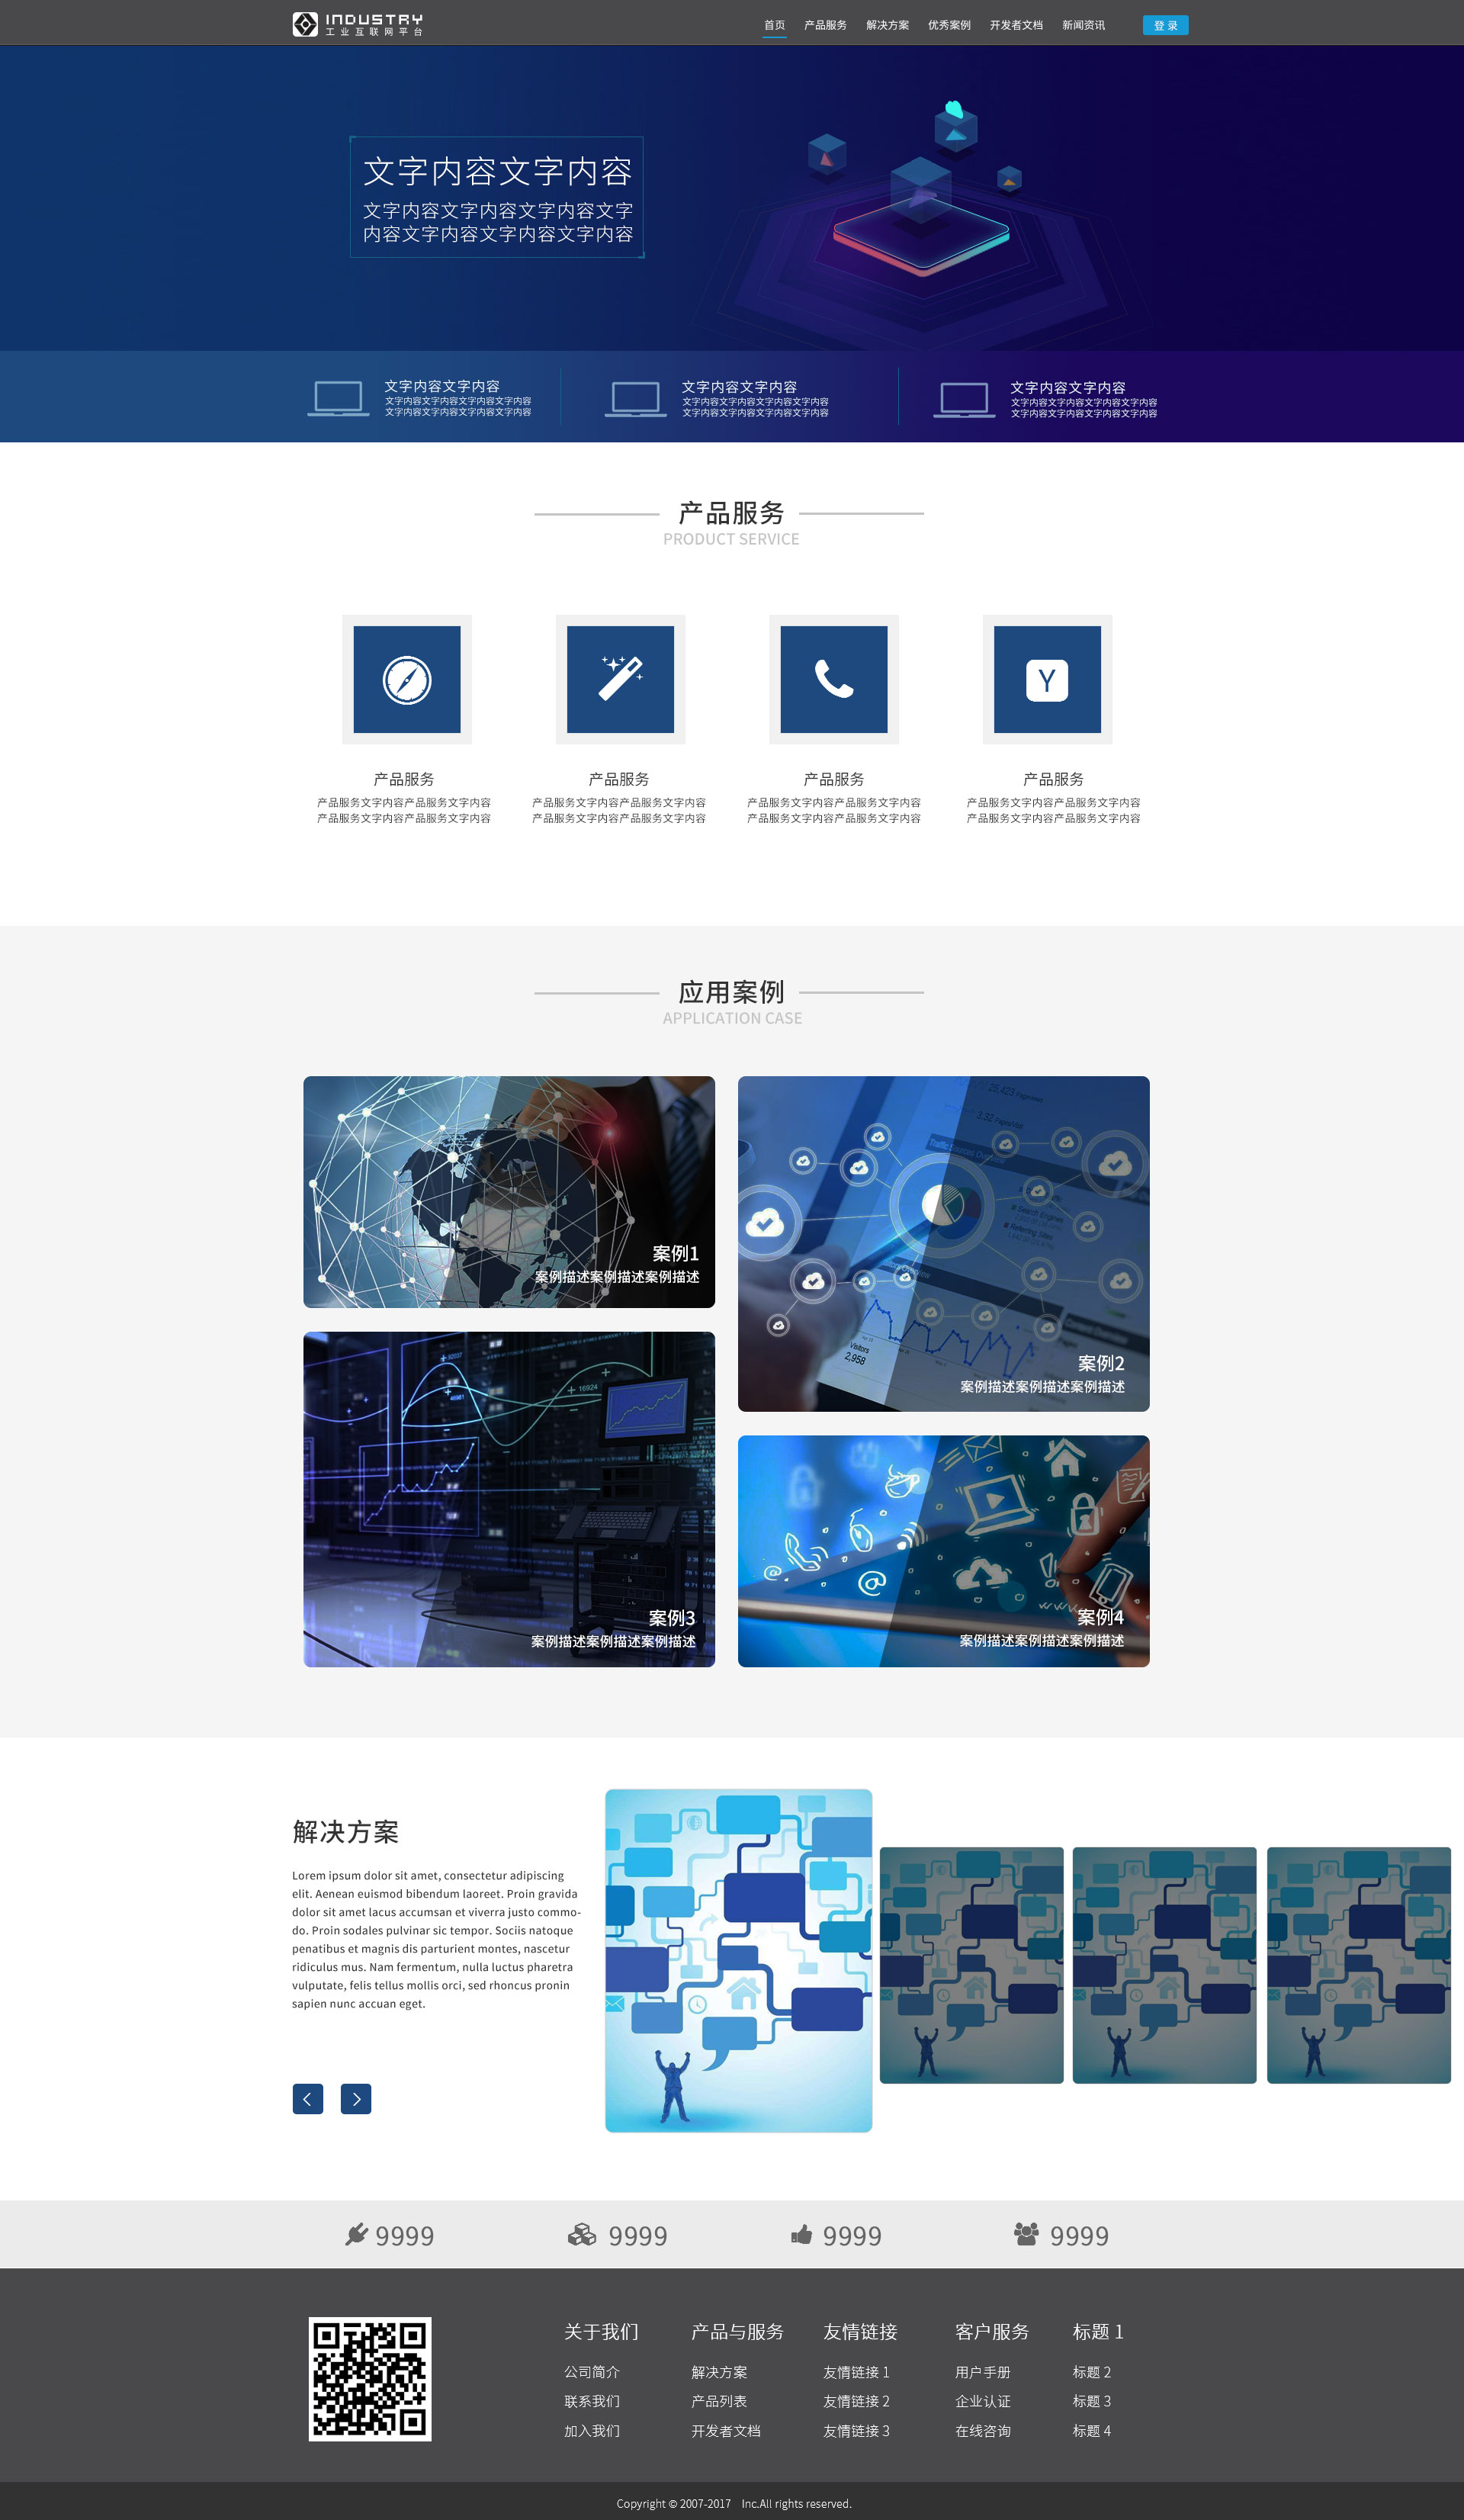 INDUSTRY
工业互联网平台
首页 产品服务 解决方案 优秀案例 开发者文档 新闻资讯 登 录
文字内容文字内容
文字内容文字内容文字内容文字
内容文字内容文字内容文字内容
文字内容文字内容
文字内容文字内容文字内容文字内容
文字内容文字内容文字内容文字内容
文字内容文字内容
文字内容文字内容文字内容文字内容
文字内容文字内容文字内容文字内容
文字内容文字内容
文字内容文字内容文字内容文字内容
文字内容文字内容文字内容文字内容
产品服务
PRODUCT SERVICE
Y
产品服务
产品服务文字内容产品服务文字内容
产品服务文字内容产品服务文字内容
产品服务
产品服务文字内容产品服务文字内容
产品服务文字内容产品服务文字内容
产品服务
产品服务文字内容产品服务文字内容
产品服务文字内容产品服务文字内容
产品服务
产品服务文字内容产品服务文字内容
产品服务文字内容产品服务文字内容
应用案例
APPLICATION CASE
案例1
案例描述案例描述案例描述
Visitors
2,958
案例2
案例描述案例描述案例描述
16924
案例3
案例描述案例描述案例描述
@
案例4
案例描述案例描述案例描述
解决方案
Lorem ipsum dolor sit amet, consectetur adipiscing
elit. Aenean euismod bibendum laoreet. Proin gravida
dolor sit amet lacus accumsan et viverra justo commo-
do. Proin sodales pulvinar sic tempor. Sociis natoque
penatibus et magnis dis parturient montes, nascetur
ridiculus mus. Nam fermentum, nulla luctus pharetra
vulputate, felis tellus mollis orci, sed rhoncus pronin
sapien nunc accuan eget.
9999 9999 9999 9999
关于我们
公司简介
联系我们
加入我们
产品与服务
解决方案
产品列表
开发者文档
友情链接
友情链接 1
友情链接 2
友情链接 3
客户服务
用户手册
企业认证
在线咨询
标题 1
标题 2
标题 3
标题 4
Copyright © 2007-2017 Inc.All rights reserved.